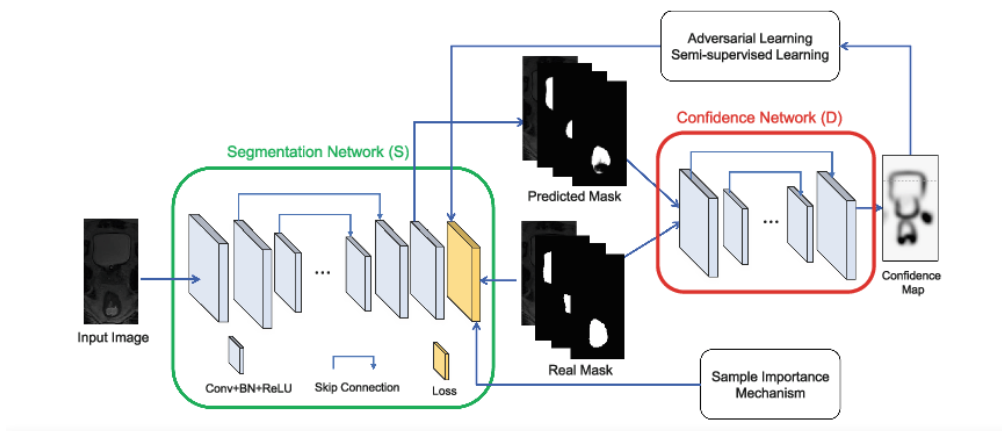 Adversarial Learning
Semi-supervised Learning
Segmentation Network (S)
Confidence Network (D)
Predicted Mask
...
...
Input Image
Real Mask
Confidence
Map
Conv+BN+ReLU
Skip Connection
Loss
Sample Importance
Mechanism